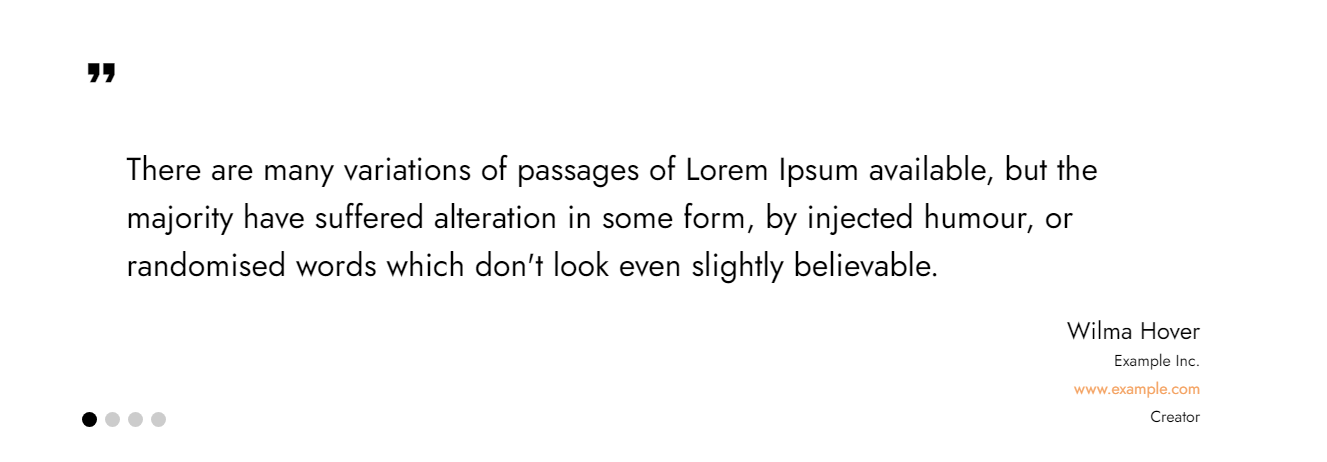 ”
There are many variations of passages of Lorem Ipsum available, but the
majority have suffered alteration in some form, by injected humour, or
randomised words which don't look even slightly believable.
Wilma Hover
Example Inc.
www.example.com
Creator